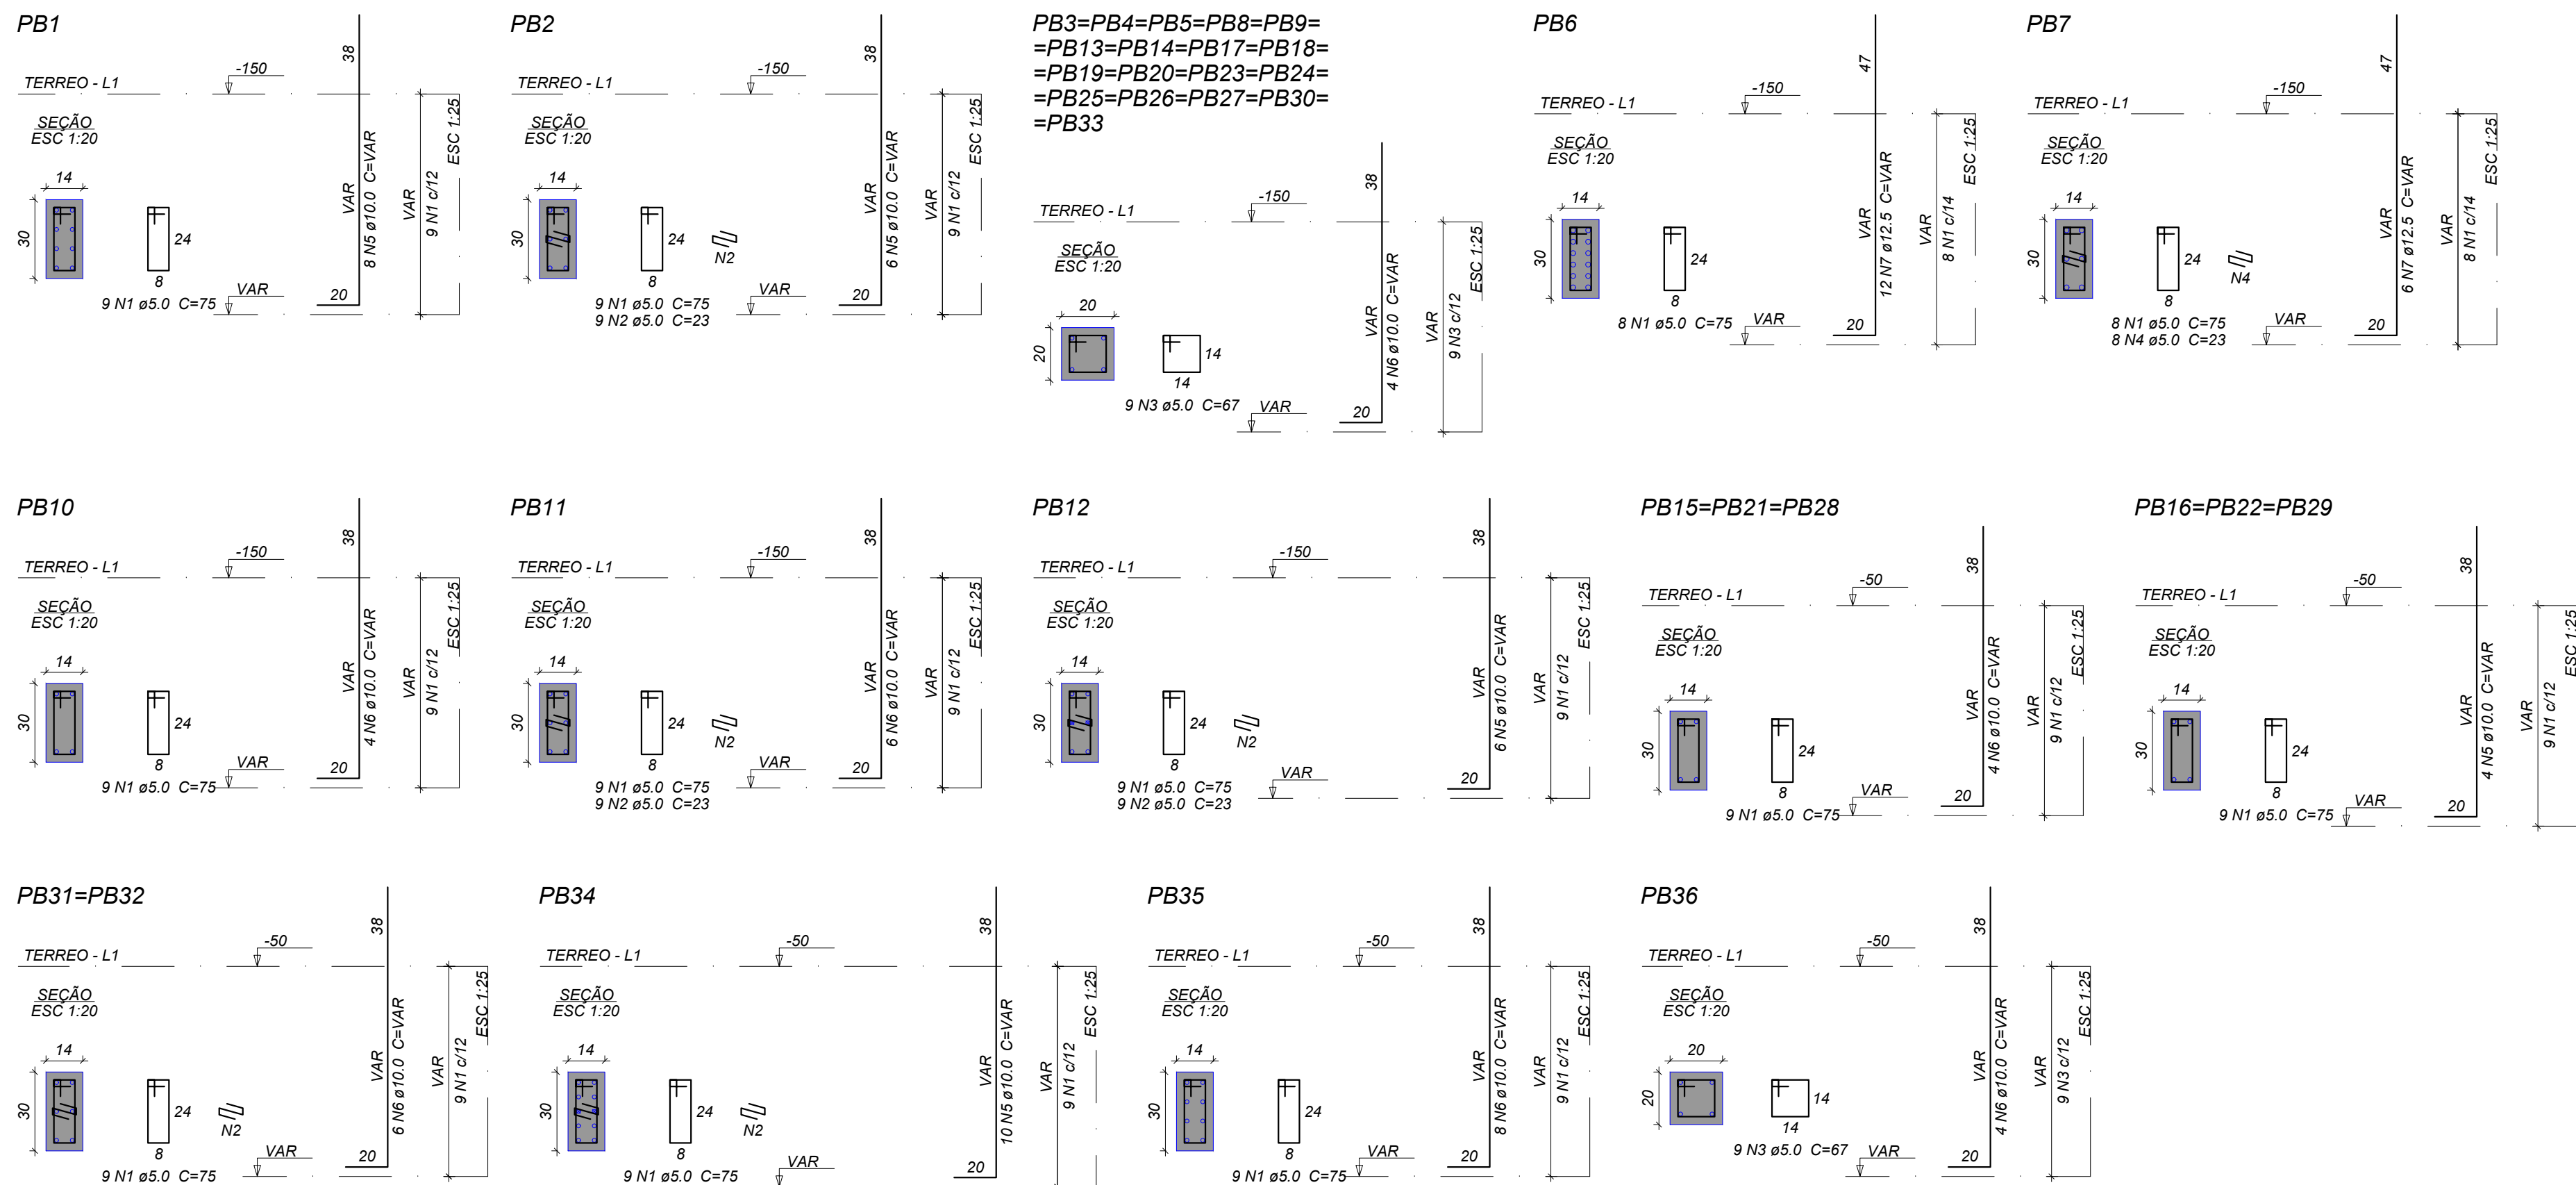 PB1
38
-150
TERREO - L1
SEÇÃO
ESC 1:20
14
30
24
8
9 N1 ø5.0 C=75
VAR
20
VAR
8 N5 ø10.0 C=VAR
VAR
9 N1 c/12
ESC 1:25
PB2
38
-150
TERREO - L1
SEÇÃO
ESC 1:20
14
30
24
8
N2
9 N1 ø5.0 C=75
9 N2 ø5.0 C=23
VAR
20
VAR
6 N5 ø10.0 C=VAR
VAR
9 N1 c/12
ESC 1:25
PB3=PB4=PB5=PB8=PB9=
=PB13=PB14=PB17=PB18=
=PB19=PB20=PB23=PB24=
=PB25=PB26=PB27=PB30=
=PB33
38
-150
TERREO - L1
SEÇÃO
ESC 1:20
20
20
14
14
9 N3 ø5.0 C=67
VAR
20
VAR
4 N6 ø10.0 C=VAR
VAR
9 N3 c/12
ESC 1:25
PB6
47
-150
TERREO - L1
SEÇÃO
ESC 1:20
14
30
24
8
8 N1 ø5.0 C=75
VAR
20
VAR
12 N7 ø12.5 C=VAR
VAR
8 N1 c/14
ESC 1:25
PB7
47
-150
TERREO - L1
SEÇÃO
ESC 1:20
14
30
24
8
N4
8 N1 ø5.0 C=75
8 N4 ø5.0 C=23
VAR
20
VAR
6 N7 ø12.5 C=VAR
VAR
8 N1 c/14
ESC 1:25
PB10
38
-150
TERREO - L1
SEÇÃO
ESC 1:20
14
30
24
8
9 N1 ø5.0 C=75
VAR
20
VAR
4 N6 ø10.0 C=VAR
VAR
9 N1 c/12
ESC 1:25
PB11
38
-150
TERREO - L1
SEÇÃO
ESC 1:20
14
30
24
8
N2
9 N1 ø5.0 C=75
9 N2 ø5.0 C=23
VAR
20
VAR
6 N6 ø10.0 C=VAR
VAR
9 N1 c/12
ESC 1:25
PB12
38
-150
TERREO - L1
SEÇÃO
ESC 1:20
14
30
24
8
N2
9 N1 ø5.0 C=75
9 N2 ø5.0 C=23
VAR
20
VAR
6 N5 ø10.0 C=VAR
VAR
9 N1 c/12
ESC 1:25
PB15=PB21=PB28
38
-50
TERREO - L1
SEÇÃO
ESC 1:20
14
30
24
8
9 N1 ø5.0 C=75
VAR
20
VAR
4 N6 ø10.0 C=VAR
VAR
9 N1 c/12
ESC 1:25
PB16=PB22=PB29
38
-50
TERREO - L1
SEÇÃO
ESC 1:20
14
30
24
8
9 N1 ø5.0 C=75
VAR
20
VAR
4 N5 ø10.0 C=VAR
VAR
9 N1 c/12
ESC 1:25
PB31=PB32
38
-50
TERREO - L1
SEÇÃO
ESC 1:20
14
30
24
8
N2
9 N1 ø5.0 C=75
VAR
20
VAR
6 N6 ø10.0 C=VAR
VAR
9 N1 c/12
ESC 1:25
PB34
38
-50
TERREO - L1
SEÇÃO
ESC 1:20
14
30
24
8
N2
9 N1 ø5.0 C=75
VAR
20
VAR
10 N5 ø10.0 C=VAR
VAR
9 N1 c/12
ESC 1:25
PB35
38
-50
TERREO - L1
SEÇÃO
ESC 1:20
14
30
24
8
9 N1 ø5.0 C=75
VAR
20
VAR
8 N6 ø10.0 C=VAR
VAR
9 N1 c/12
ESC 1:25
PB36
38
-50
TERREO - L1
SEÇÃO
ESC 1:20
20
20
14
14
9 N3 ø5.0 C=67
VAR
20
VAR
4 N6 ø10.0 C=VAR
VAR
9 N3 c/12
ESC 1:25